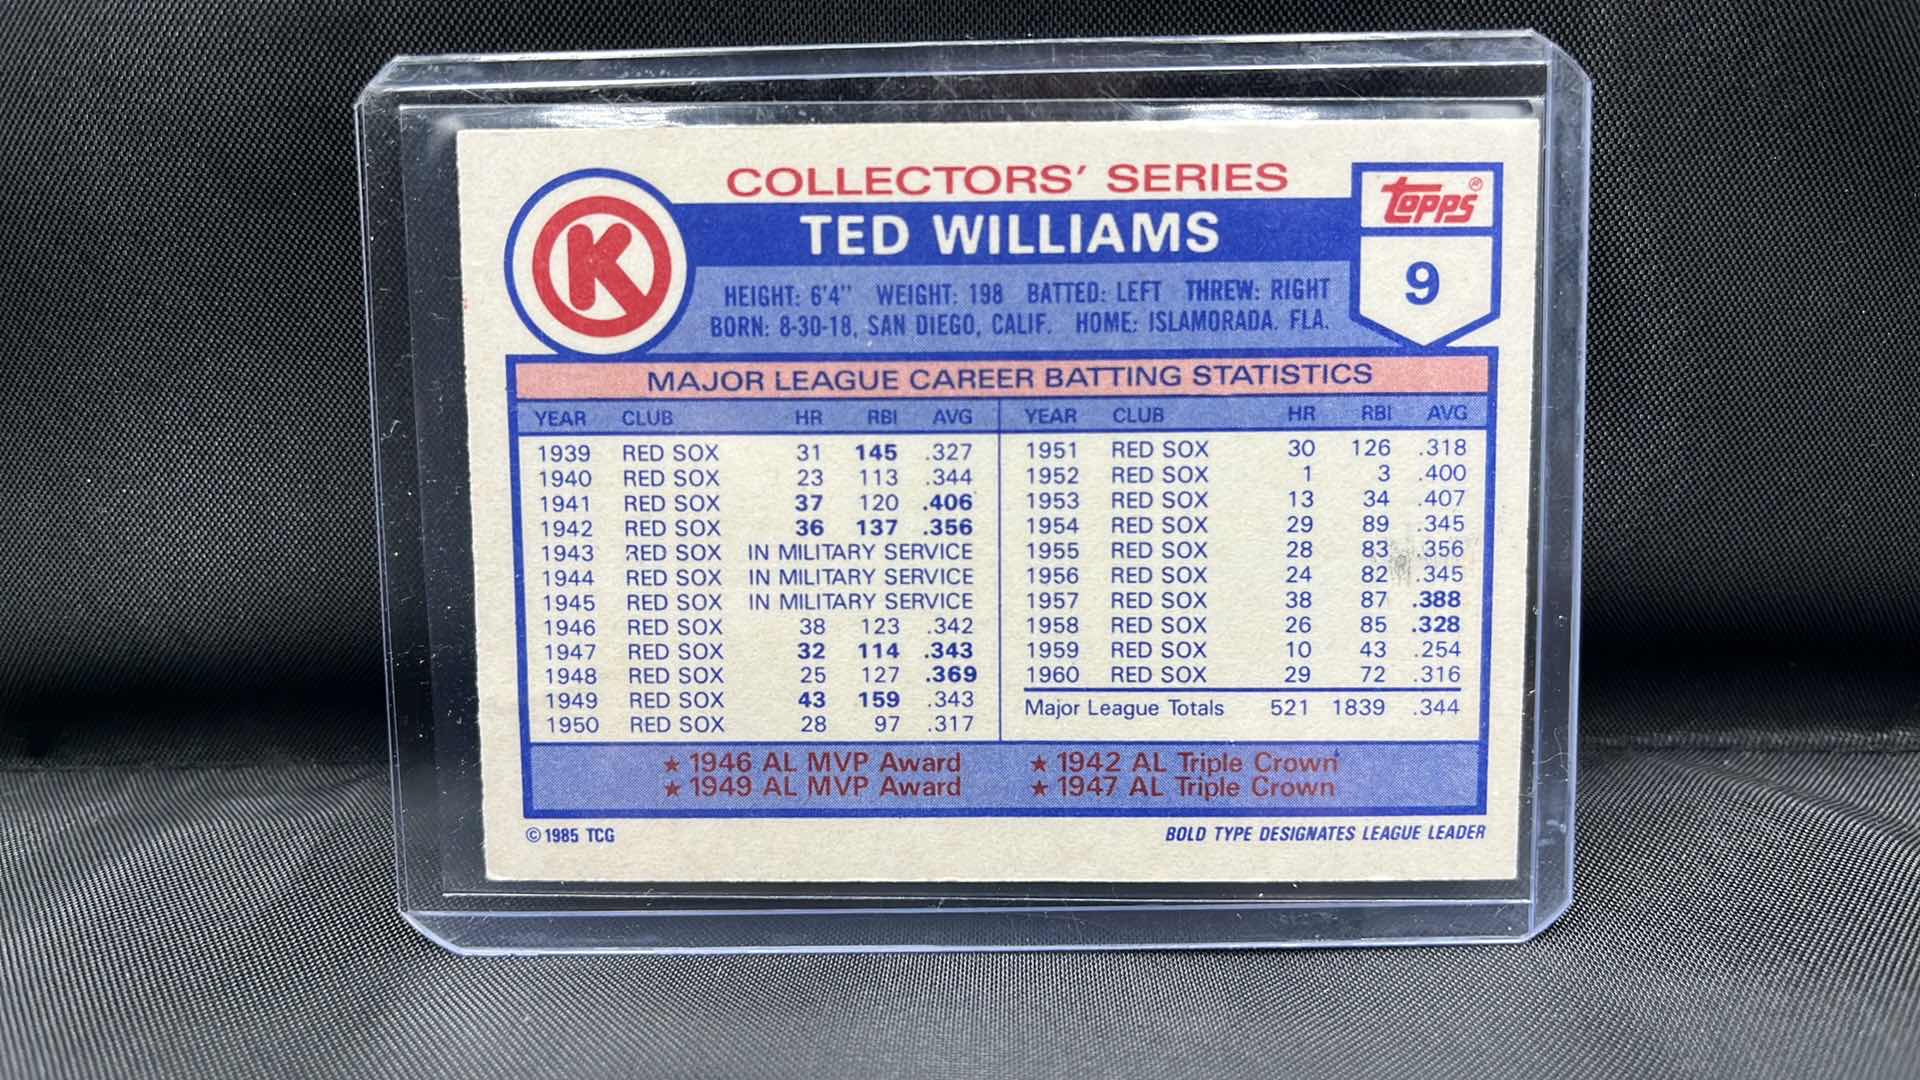 COLLECTORS' SERIES
K
TED WILLIAMS
Topps®
9
HEIGHT: 6'4" WEIGHT: 198 BATTED: LEFT THREW: RIGHT
BORN: 8-30-18, SAN DIEGO, CALIF. HOME: ISLAMORADA. FLA.
MAJOR LEAGUE CAREER BATTING STATISTICS
YEAR CLUB HR RBI AVG YEAR CLUB HR RBI AVG
1939 RED SOX 31 145 .327 1951 RED SOX 30 126 .318
1940 RED SOX 23 113 .344 1952 RED SOX 1 3 .400
1941 RED SOX 37 120 .406 1953 RED SOX 13 34 .407
1942 RED SOX 36 137 .356 1954 RED SOX 29 89 .345
1943 RED SOX IN MILITARY SERVICE 1955 RED SOX 28 83 .356
1944 RED SOX IN MILITARY SERVICE 1956 RED SOX 24 82 .345
1945 RED SOX IN MILITARY SERVICE 1957 RED SOX 38 87 .388
1946 RED SOX 38 123 .342 1958 RED SOX 26 85 .328
1947 RED SOX 32 114 .343 1959 RED SOX 10 43 .254
1948 RED SOX 25 127 .369 1960 RED SOX 29 72 .316
1949 RED SOX 43 159 .343 Major League Totals 521 1839 .344
1950 RED SOX 28 97 .317
★ 1946 AL MVP Award ★ 1942 AL Triple Crown
★ 1949 AL MVP Award ★ 1947 AL Triple Crown
© 1985 TCG BOLD TYPE DESIGNATES LEAGUE LEADER